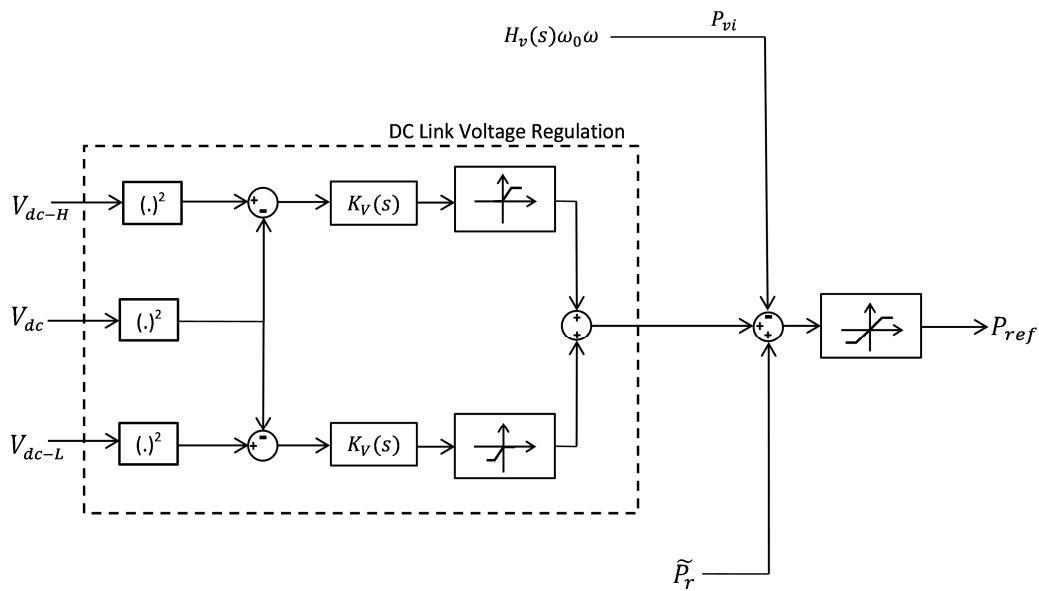 H_v(s)ω_0ω
P_vi
DC Link Voltage Regulation
V_dc-H
(.)²
+
-
K_V(s)
V_dc
(.)²
+
+
-
+
+
P_ref
V_dc-L
(.)²
+
-
K_V(s)
P̃_r